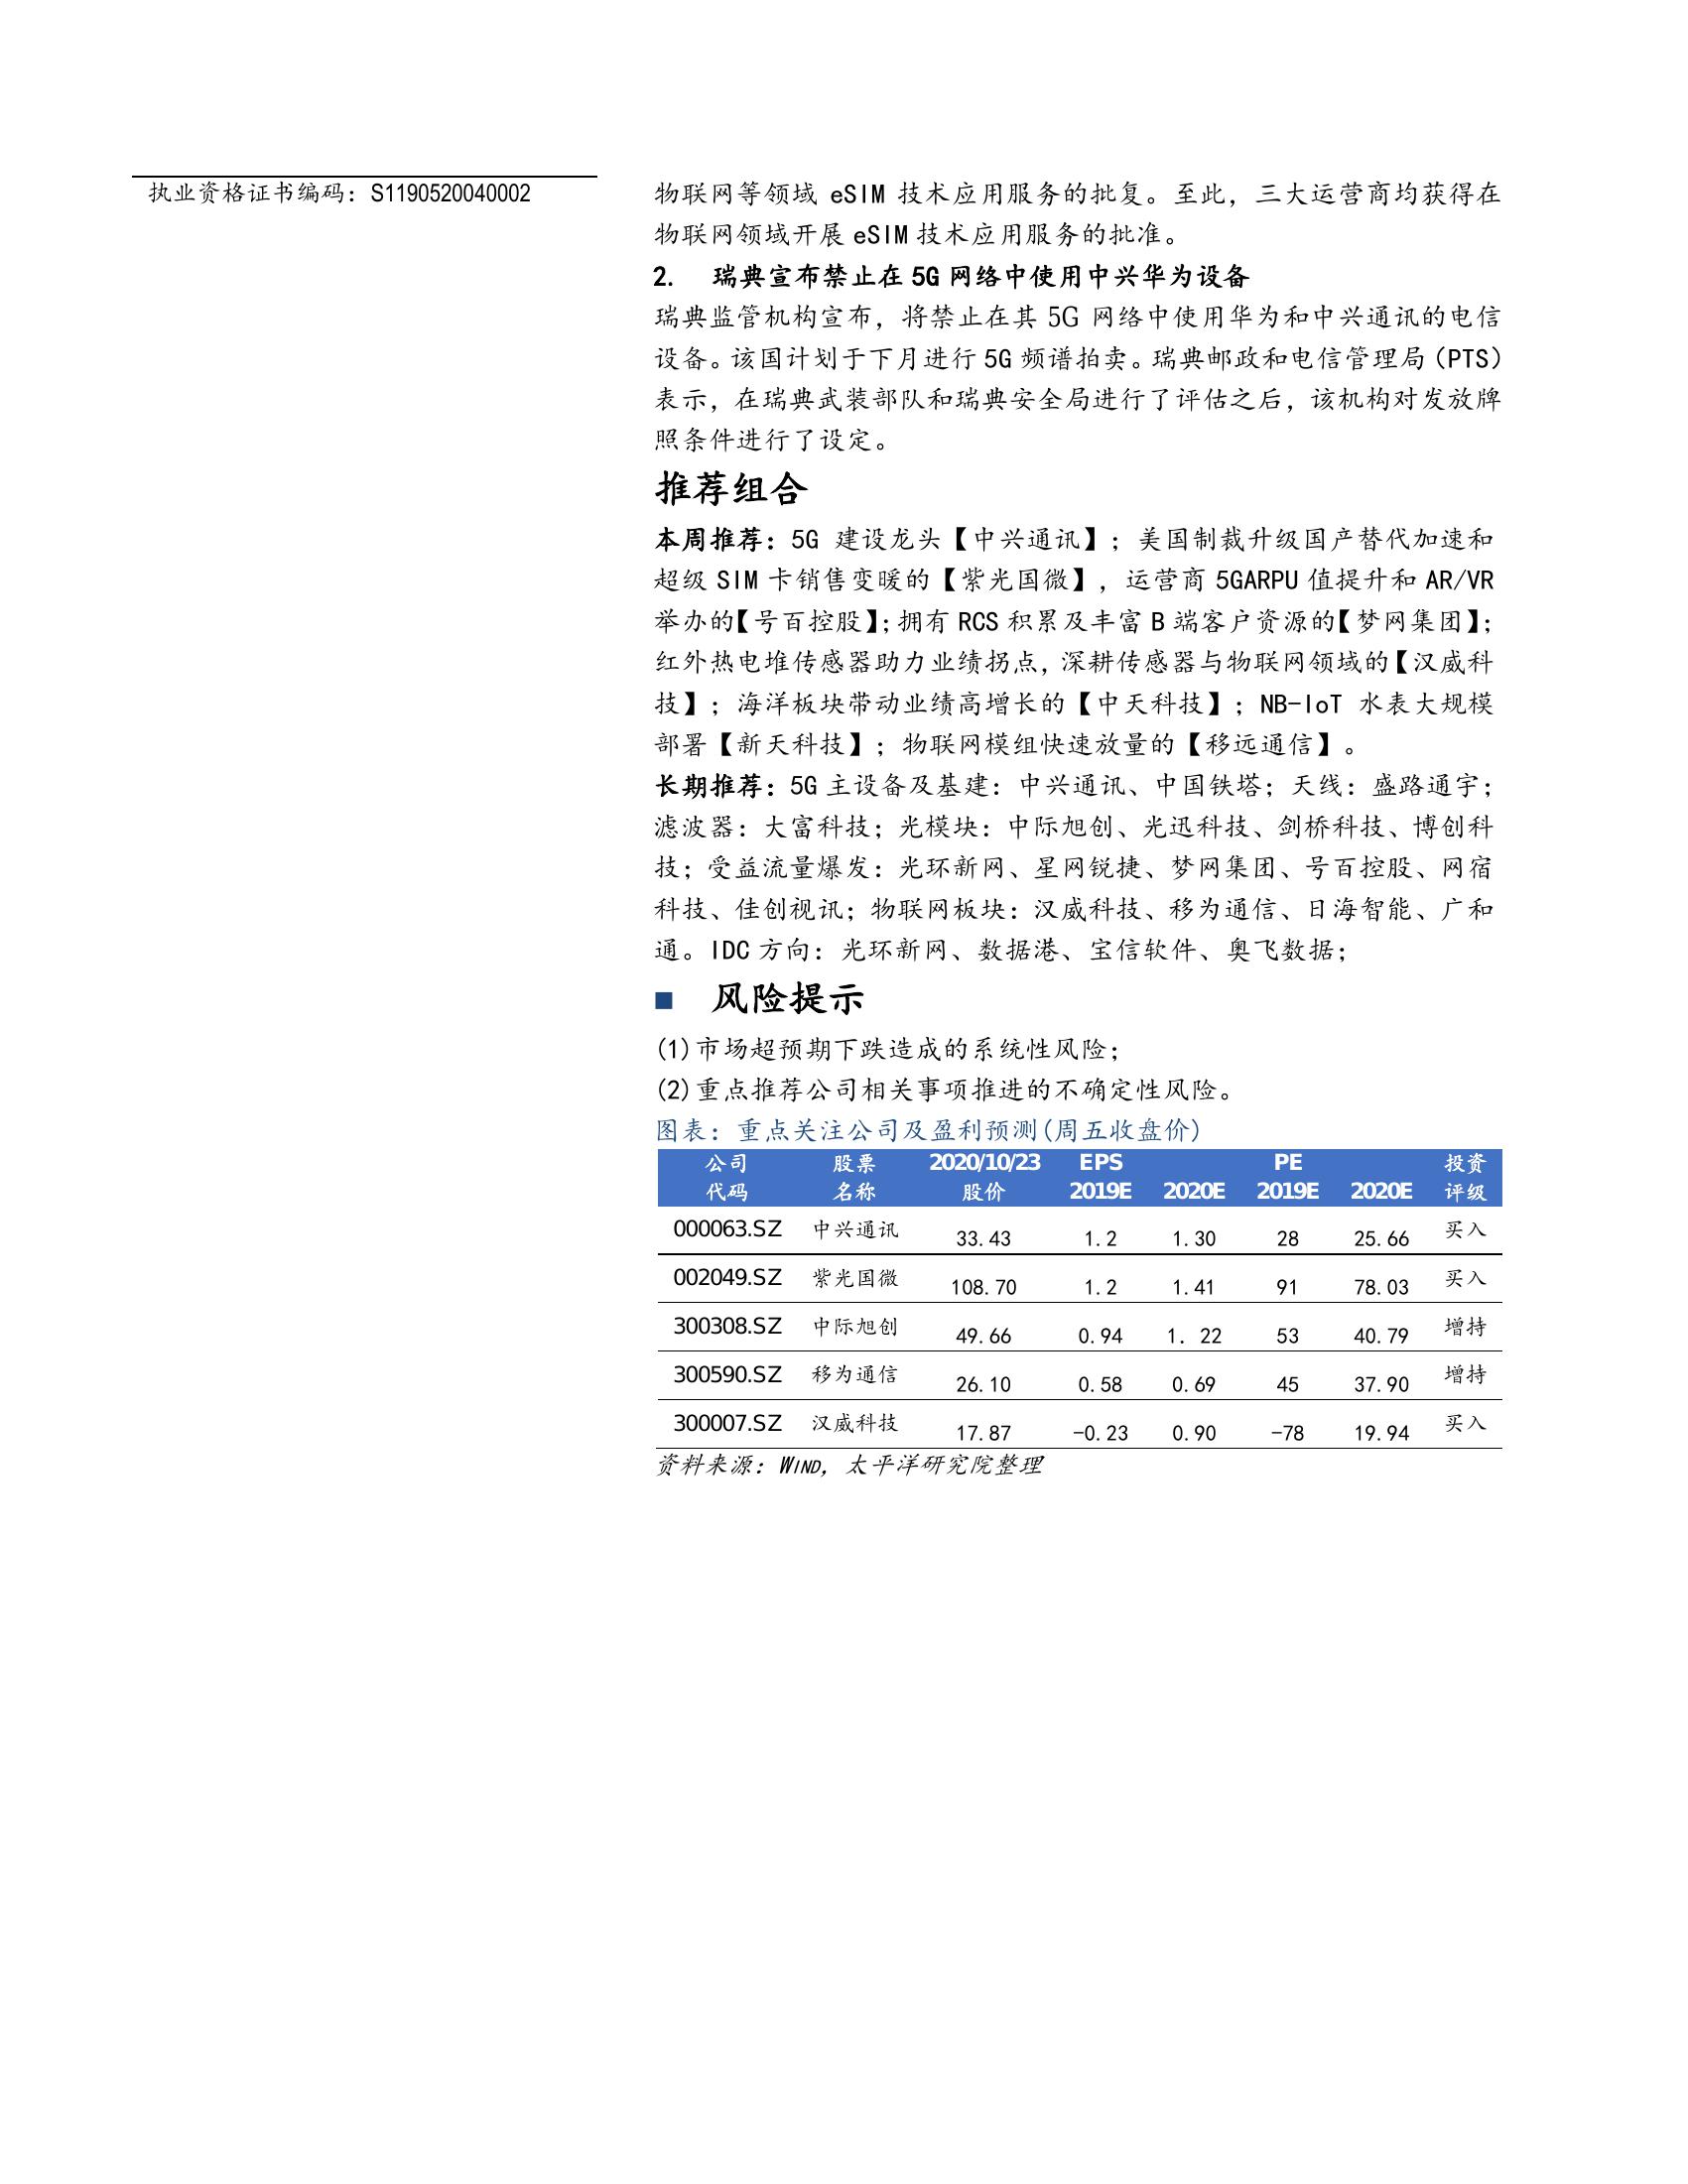 执业资格证书编码：S1190520040002
物联网等领域 eSIM 技术应用服务的批复。至此，三大运营商均获得在
物联网领域开展 eSIM 技术应用服务的批准。
2. 瑞典宣布禁止在 5G 网络中使用中兴华为设备
瑞典监管机构宣布，将禁止在其 5G 网络中使用华为和中兴通讯的电信
设备。该国计划于下月进行 5G 频谱拍卖。瑞典邮政和电信管理局（PTS）
表示，在瑞典武装部队和瑞典安全局进行了评估之后，该机构对发放牌
照条件进行了设定。
推荐组合
本周推荐：5G 建设龙头【中兴通讯】；美国制裁升级国产替代加速和
超级 SIM 卡销售变暖的【紫光国微】，运营商 5GARPU 值提升和 AR/VR
举办的【号百控股】；拥有 RCS 积累及丰富 B 端客户资源的【梦网集团】；
红外热电堆传感器助力业绩拐点，深耕传感器与物联网领域的【汉威科
技】；海洋板块带动业绩高增长的【中天科技】；NB-IoT 水表大规模
部署【新天科技】；物联网模组快速放量的【移远通信】。
长期推荐：5G 主设备及基建：中兴通讯、中国铁塔；天线：盛路通宇；
滤波器：大富科技；光模块：中际旭创、光迅科技、剑桥科技、博创科
技；受益流量爆发：光环新网、星网锐捷、梦网集团、号百控股、网宿
科技、佳创视讯；物联网板块：汉威科技、移为通信、日海智能、广和
通。IDC 方向：光环新网、数据港、宝信软件、奥飞数据；
■ 风险提示
(1)市场超预期下跌造成的系统性风险；
(2)重点推荐公司相关事项推进的不确定性风险。
图表：重点关注公司及盈利预测(周五收盘价)
公司 股票 2020/10/23 EPS PE 投资
代码 名称 股价 2019E 2020E 2019E 2020E 评级
000063.SZ 中兴通讯 33.43 1.2 1.30 28 25.66 买入
002049.SZ 紫光国微 108.70 1.2 1.41 91 78.03 买入
300308.SZ 中际旭创 49.66 0.94 1. 22 53 40.79 增持
300590.SZ 移为通信 26.10 0.58 0.69 45 37.90 增持
300007.SZ 汉威科技 17.87 -0.23 0.90 -78 19.94 买入
资料来源：WIND，太平洋研究院整理